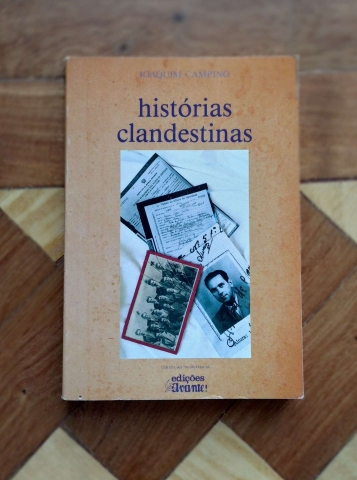 JOAQUIM CAMPINO
histórias
clandestinas
edições
Avante!